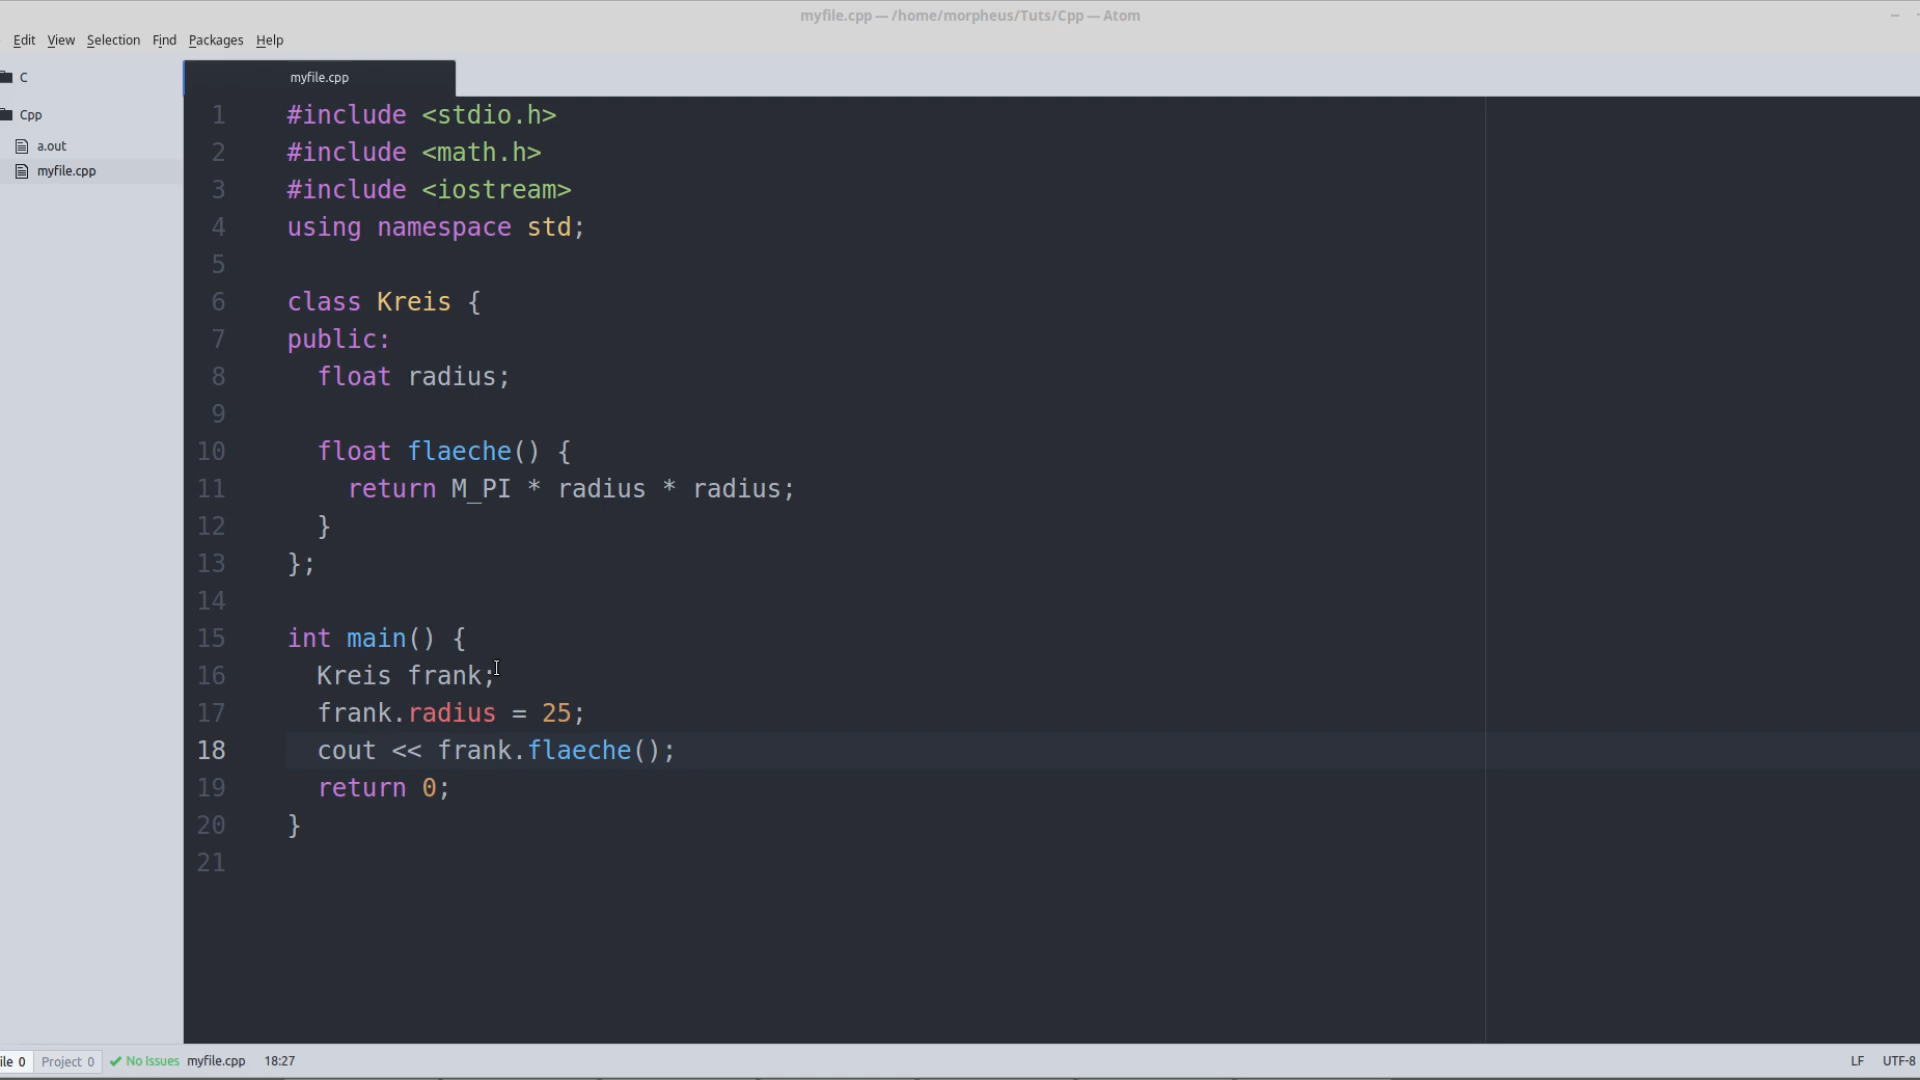 myfile.cpp — /home/morpheus/Tuts/Cpp — Atom
Edit View Selection Find Packages Help
C
Cpp
a.out
myfile.cpp
myfile.cpp
1 #include <stdio.h>
2 #include <math.h>
3 #include <iostream>
4 using namespace std;
5
6 class Kreis {
7 public:
8 float radius;
9
10 float flaeche() {
11 return M_PI * radius * radius;
12 }
13 };
14
15 int main() {
16 Kreis frank;
17 frank.radius = 25;
18 cout << frank.flaeche();
19 return 0;
20 }
21
ile 0 Project 0 No Issues myfile.cpp 18:27 LF UTF-8